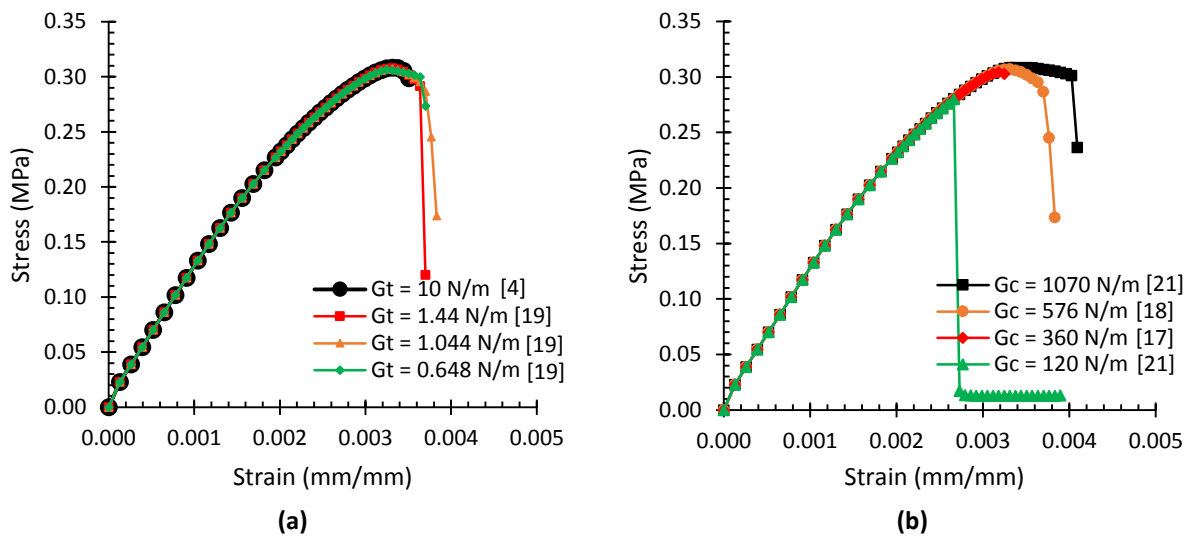 0.35
0.30
0.25
0.20
0.15
0.10
0.05
0.00
Stress (MPa)
Gt = 10 N/m [4]
Gt = 1.44 N/m [19]
Gt = 1.044 N/m [19]
Gt = 0.648 N/m [19]
0.000 0.001 0.002 0.003 0.004 0.005
Strain (mm/mm)
(a)
0.35
0.30
0.25
0.20
0.15
0.10
0.05
0.00
Stress (MPa)
Gc = 1070 N/m [21]
Gc = 576 N/m [18]
Gc = 360 N/m [17]
Gc = 120 N/m [21]
0.000 0.001 0.002 0.003 0.004 0.005
Strain (mm/mm)
(b)